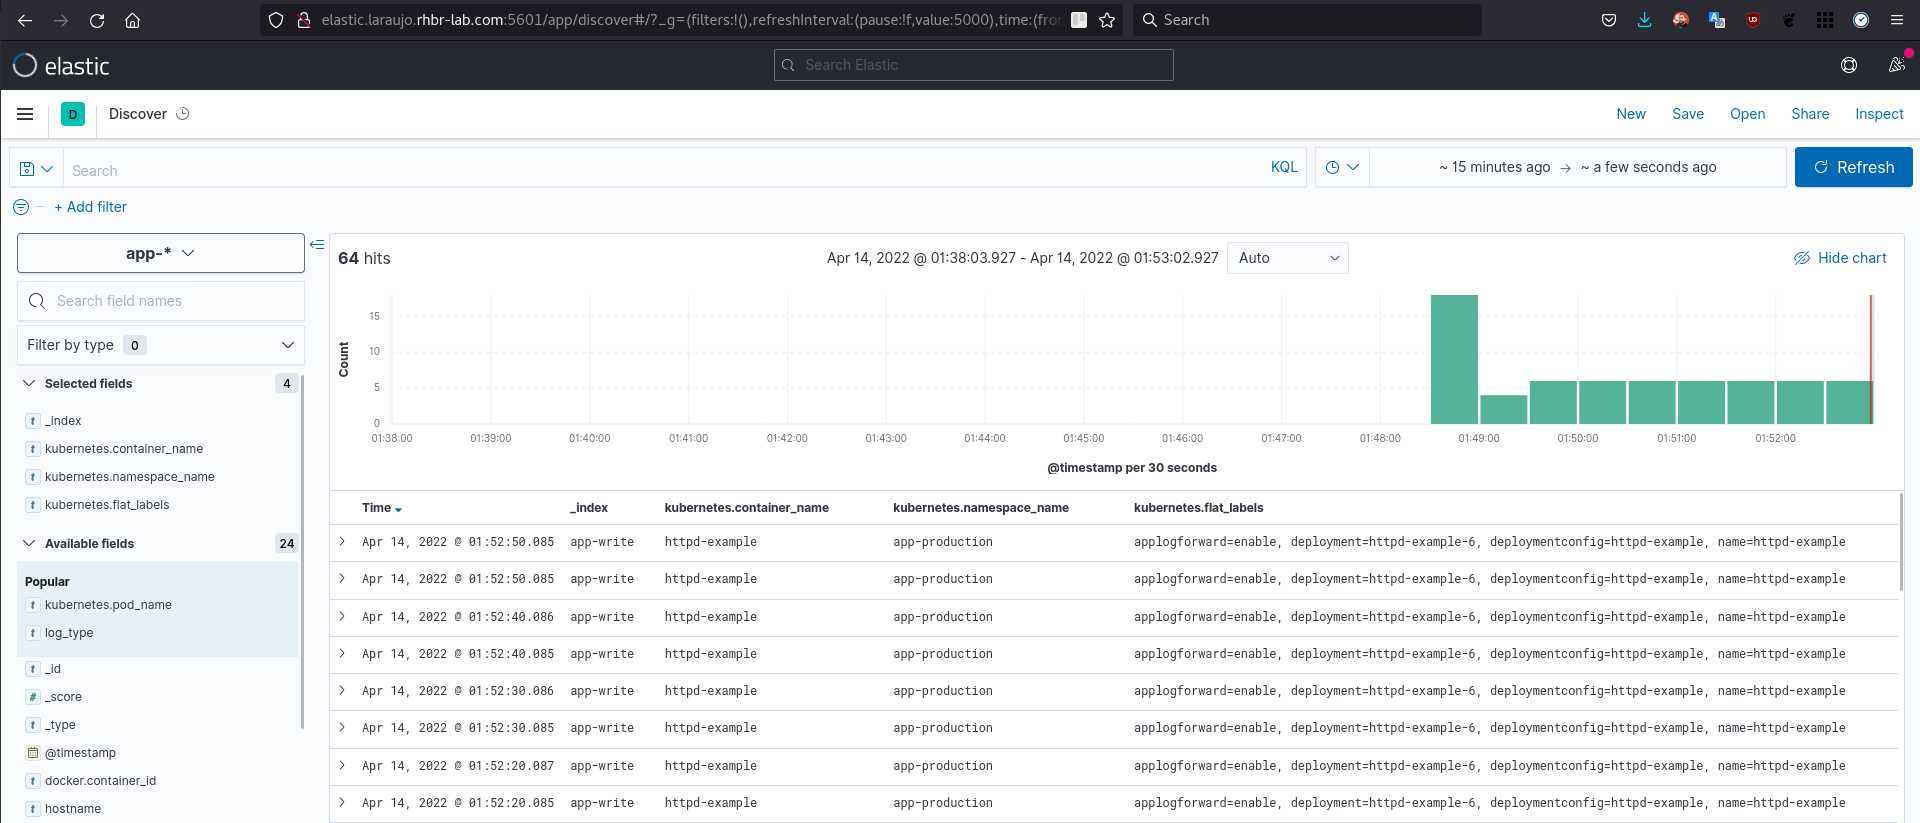 elastic.laraujo.rhbr-lab.com:5601/app/discover#/?_g=(filters:!(),refreshInterval:(pause:!f,value:5000),time:(fro
Search
elastic
Search Elastic
D
Discover
New
Save
Open
Share
Inspect
Search
KQL
~ 15 minutes ago → ~ a few seconds ago
Refresh
+ Add filter
app-*
Search field names
Filter by type 0
Selected fields 4
t _index
t kubernetes.container_name
t kubernetes.namespace_name
t kubernetes.flat_labels
Available fields 24
Popular
t kubernetes.pod_name
t log_type
t _id
# _score
t _type
@timestamp
t docker.container_id
t hostname
64 hits
Apr 14, 2022 @ 01:38:03.927 - Apr 14, 2022 @ 01:53:02.927
Auto
Hide chart
Count
15
10
5
0
01:38:00 01:39:00 01:40:00 01:41:00 01:42:00 01:43:00 01:44:00 01:45:00 01:46:00 01:47:00 01:48:00 01:49:00 01:50:00 01:51:00 01:52:00
@timestamp per 30 seconds
Time _index kubernetes.container_name kubernetes.namespace_name kubernetes.flat_labels
Apr 14, 2022 @ 01:52:50.085 app-write httpd-example app-production applogforward=enable, deployment=httpd-example-6, deploymentconfig=httpd-example, name=httpd-example
Apr 14, 2022 @ 01:52:50.085 app-write httpd-example app-production applogforward=enable, deployment=httpd-example-6, deploymentconfig=httpd-example, name=httpd-example
Apr 14, 2022 @ 01:52:40.086 app-write httpd-example app-production applogforward=enable, deployment=httpd-example-6, deploymentconfig=httpd-example, name=httpd-example
Apr 14, 2022 @ 01:52:40.085 app-write httpd-example app-production applogforward=enable, deployment=httpd-example-6, deploymentconfig=httpd-example, name=httpd-example
Apr 14, 2022 @ 01:52:30.086 app-write httpd-example app-production applogforward=enable, deployment=httpd-example-6, deploymentconfig=httpd-example, name=httpd-example
Apr 14, 2022 @ 01:52:30.085 app-write httpd-example app-production applogforward=enable, deployment=httpd-example-6, deploymentconfig=httpd-example, name=httpd-example
Apr 14, 2022 @ 01:52:20.087 app-write httpd-example app-production applogforward=enable, deployment=httpd-example-6, deploymentconfig=httpd-example, name=httpd-example
Apr 14, 2022 @ 01:52:20.085 app-write httpd-example app-production applogforward=enable, deployment=httpd-example-6, deploymentconfig=httpd-example, name=httpd-example